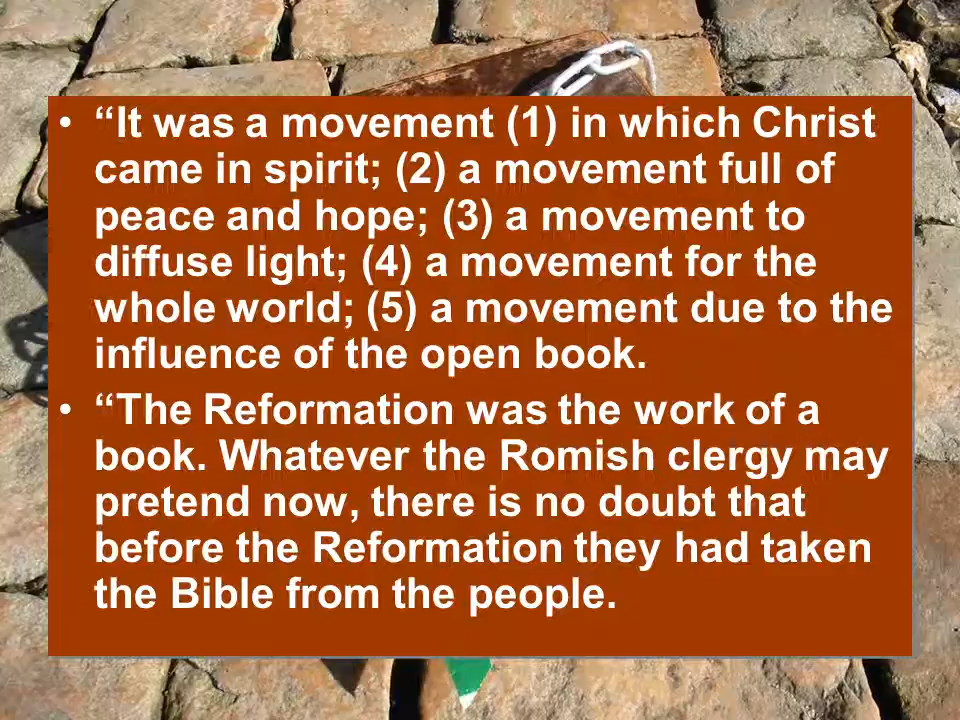 • “It was a movement (1) in which Christ
came in spirit; (2) a movement full of
peace and hope; (3) a movement to
diffuse light; (4) a movement for the
whole world; (5) a movement due to the
influence of the open book.
• “The Reformation was the work of a
book. Whatever the Romish clergy may
pretend now, there is no doubt that
before the Reformation they had taken
the Bible from the people.